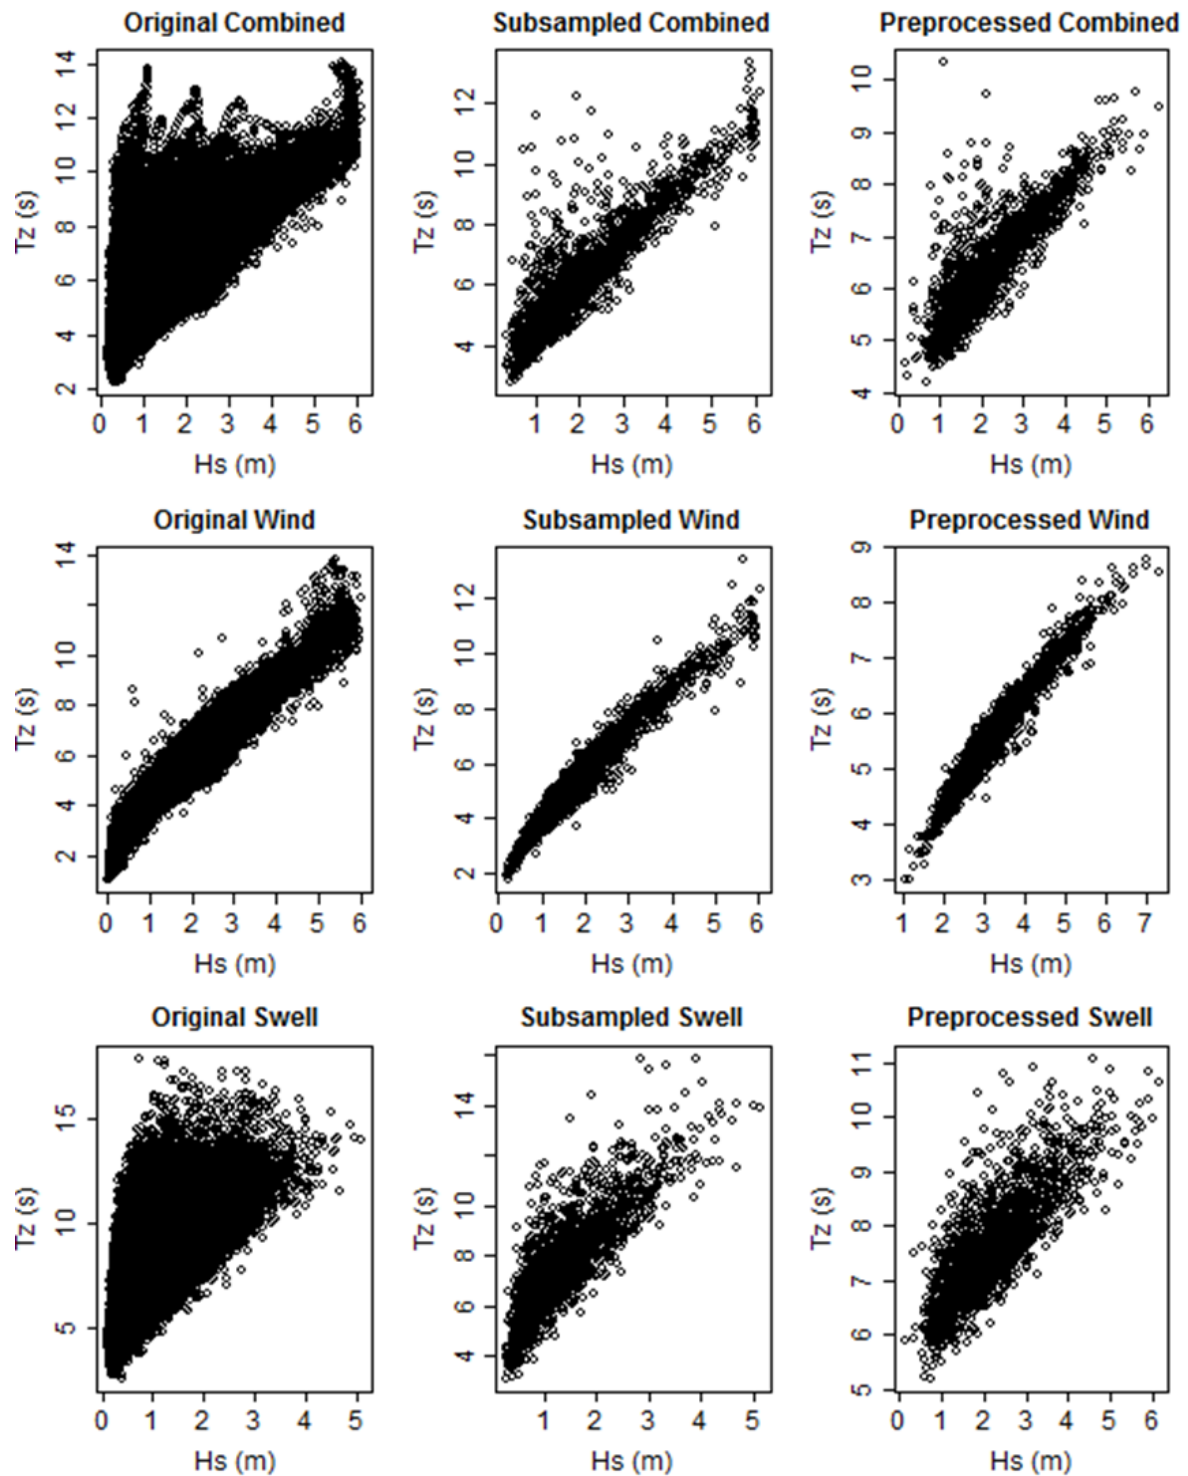 Original Combined
Subsampled Combined
Preprocessed Combined
Tz (s)
2 4 6 8 10 12 14
0 1 2 3 4 5 6
Hs (m)
Tz (s)
4 6 8 10 12
1 2 3 4 5 6
Hs (m)
Tz (s)
4 5 6 7 8 9 10
0 1 2 3 4 5 6
Hs (m)
Original Wind
Subsampled Wind
Preprocessed Wind
Tz (s)
2 4 6 8 10 14
0 1 2 3 4 5 6
Hs (m)
Tz (s)
2 4 6 8 10 12
0 1 2 3 4 5 6
Hs (m)
Tz (s)
3 4 5 6 7 8 9
1 2 3 4 5 6 7
Hs (m)
Original Swell
Subsampled Swell
Preprocessed Swell
Tz (s)
5 10 15
0 1 2 3 4 5
Hs (m)
Tz (s)
4 6 8 10 14
1 2 3 4 5
Hs (m)
Tz (s)
5 6 7 8 9 10 11
0 1 2 3 4 5 6
Hs (m)